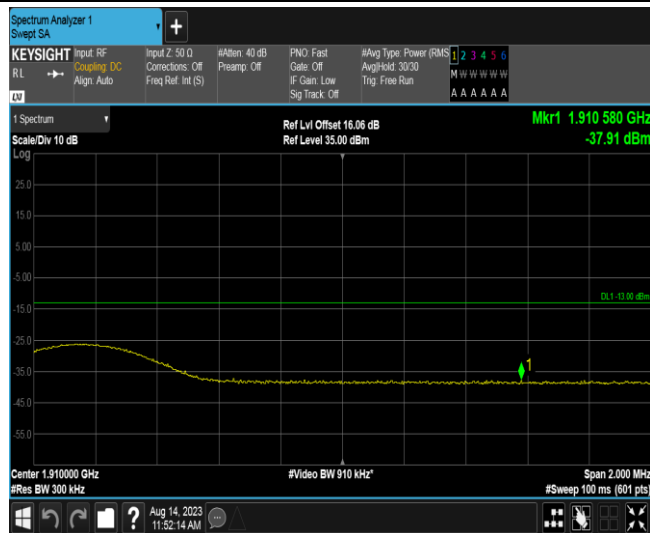 Spectrum Analyzer 1
Swept SA
+
KEYSIGHT
RL
LXI
Input: RF
Coupling: DC
Align: Auto
Input Z: 50 Ω
Corrections: Off
Freq Ref: Int (S)
#Atten: 40 dB
Preamp: Off
PNO: Fast
Gate: Off
IF Gain: Low
Sig Track: Off
#Avg Type: Power (RMS
Avg|Hold: 30/30
Trig: Free Run
1 2 3 4 5 6
M W W W W W
A A A A A A
1 Spectrum
Scale/Div 10 dB
Log
Ref Lvl Offset 16.06 dB
Ref Level 35.00 dBm
Mkr1 1.910 580 GHz
-37.91 dBm
25.0
15.0
5.00
-5.00
-15.0
-25.0
-35.0
-45.0
-55.0
DL1 -13.00 dBm
1
Center 1.910000 GHz
#Res BW 300 kHz
#Video BW 910 kHz*
Span 2.000 MHz
#Sweep 100 ms (601 pts)
?
Aug 14, 2023
11:52:14 AM